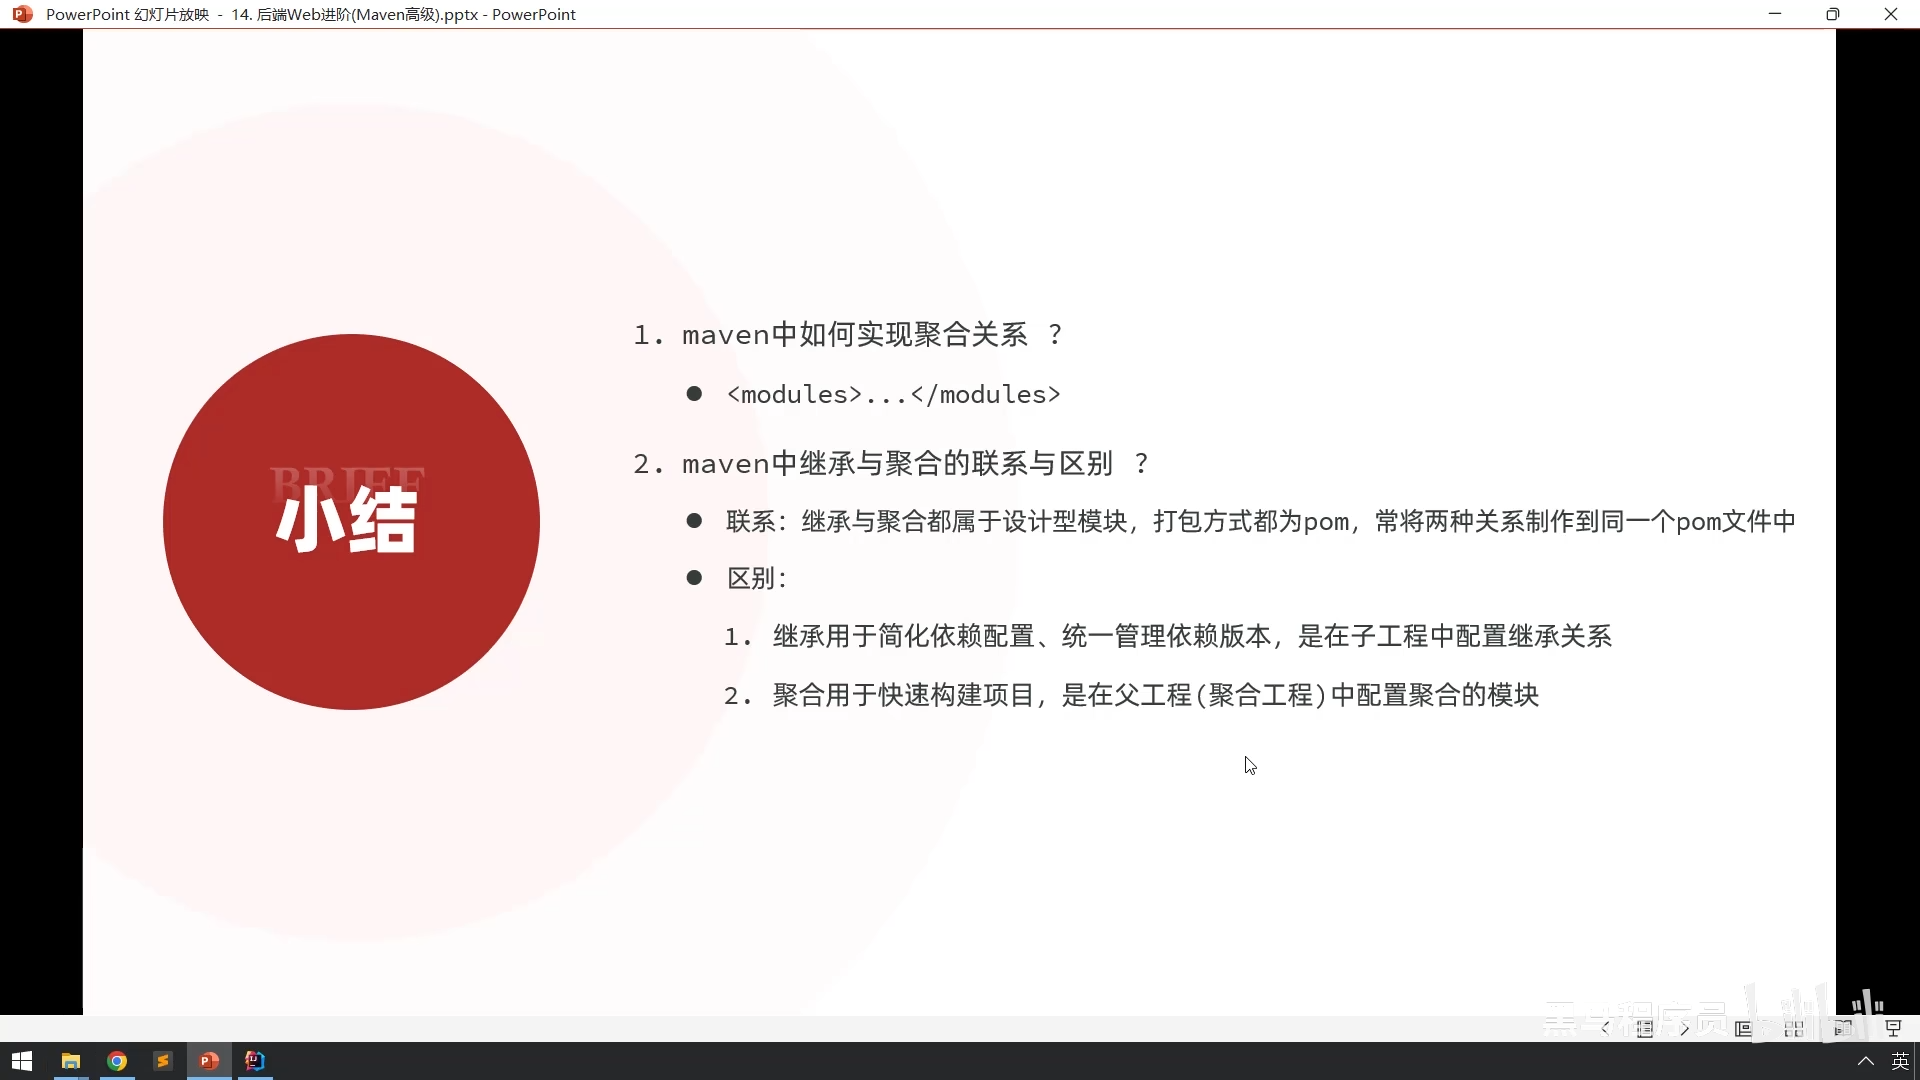 PowerPoint 幻灯片放映 - 14. 后端Web进阶(Maven高级).pptx - PowerPoint
BRIEF
小结
1. maven中如何实现聚合关系 ？
● <modules>...</modules>
2. maven中继承与聚合的联系与区别 ？
● 联系：继承与聚合都属于设计型模块，打包方式都为pom，常将两种关系制作到同一个pom文件中
● 区别：
1. 继承用于简化依赖配置、统一管理依赖版本，是在子工程中配置继承关系
2. 聚合用于快速构建项目，是在父工程(聚合工程)中配置聚合的模块
黑马程序员 bilibili
英